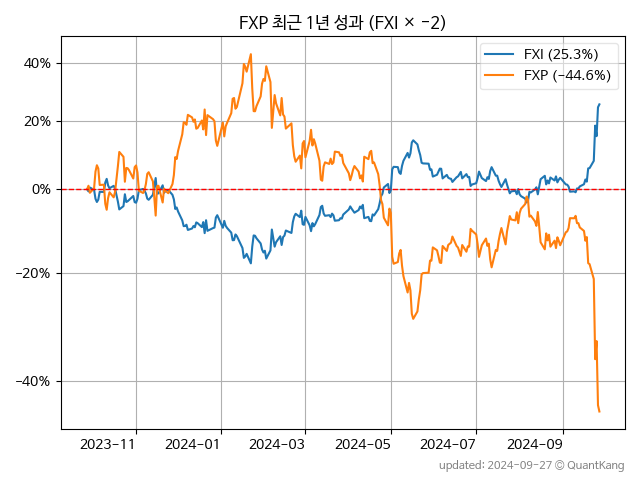 FXP 최근 1년 성과 (FXI × −2)
FXI (25.3%)
FXP (−44.6%)
40%
20%
0%
−20%
−40%
2023-11
2024-01
2024-03
2024-05
2024-07
2024-09
updated: 2024-09-27 © QuantKang